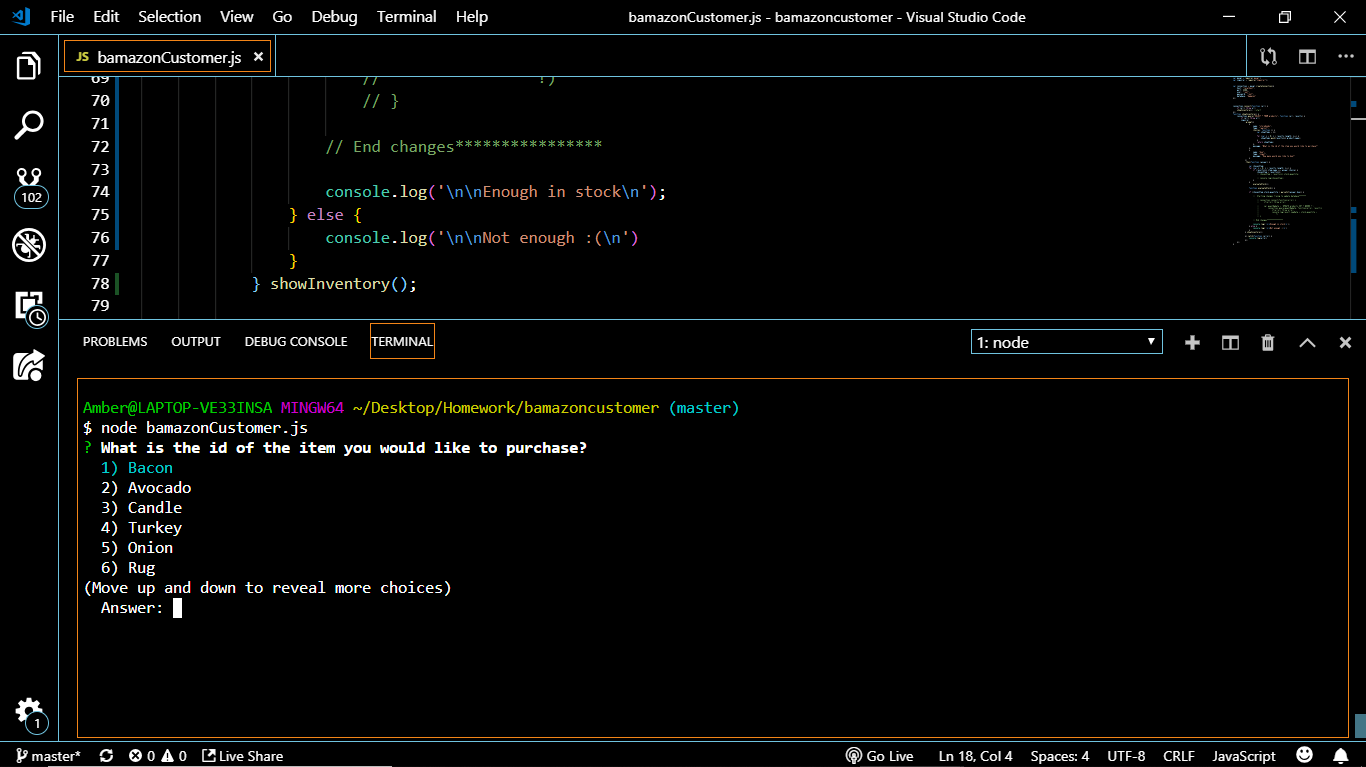 File Edit Selection View Go Debug Terminal Help bamazonCustomer.js - bamazoncustomer - Visual Studio Code
JS bamazonCustomer.js ×
69 // !)
70 // }
71
72 // End changes****************
73
74 console.log('\n\nEnough in stock\n');
75 } else {
76 console.log('\n\nNot enough :(\n')
77 }
78 } showInventory();
79
102
PROBLEMS OUTPUT DEBUG CONSOLE TERMINAL 1: node
Amber@LAPTOP-VE33INSA MINGW64 ~/Desktop/Homework/bamazoncustomer (master)
$ node bamazonCustomer.js
? What is the id of the item you would like to purchase?
1) Bacon
2) Avocado
3) Candle
4) Turkey
5) Onion
6) Rug
(Move up and down to reveal more choices)
Answer:
1
master* 0 0 Live Share Go Live Ln 18, Col 4 Spaces: 4 UTF-8 CRLF JavaScript